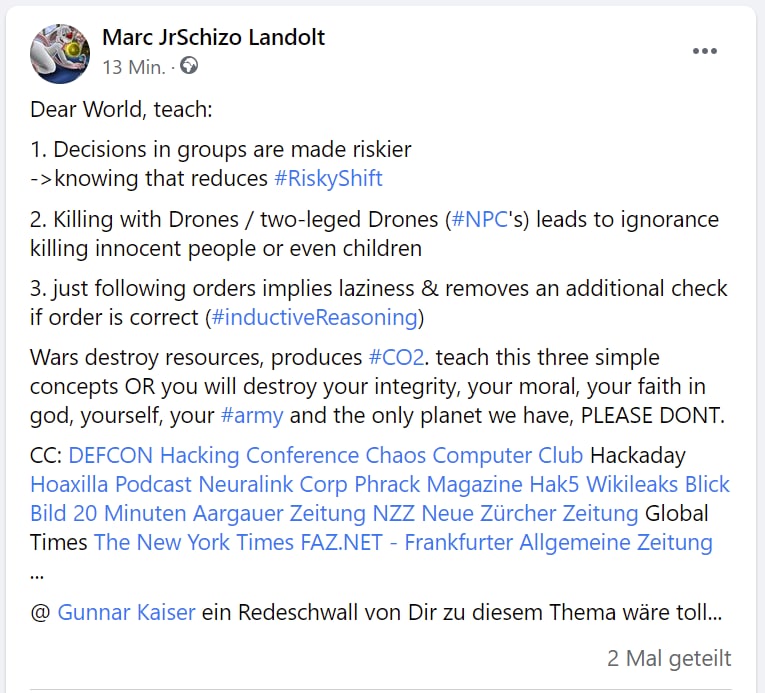 Marc JrSchizo Landolt
13 Min. ·
Dear World, teach:
1. Decisions in groups are made riskier
->knowing that reduces #RiskyShift
2. Killing with Drones / two-leged Drones (#NPC's) leads to ignorance
killing innocent people or even children
3. just following orders implies laziness & removes an additional check
if order is correct (#inductiveReasoning)
Wars destroy resources, produces #CO2. teach this three simple
concepts OR you will destroy your integrity, your moral, your faith in
god, yourself, your #army and the only planet we have, PLEASE DONT.
CC: DEFCON Hacking Conference Chaos Computer Club Hackaday
Hoaxilla Podcast Neuralink Corp Phrack Magazine Hak5 Wikileaks Blick
Bild 20 Minuten Aargauer Zeitung NZZ Neue Zürcher Zeitung Global
Times The New York Times FAZ.NET - Frankfurter Allgemeine Zeitung
...
@ Gunnar Kaiser ein Redeschwall von Dir zu diesem Thema wäre toll...
2 Mal geteilt